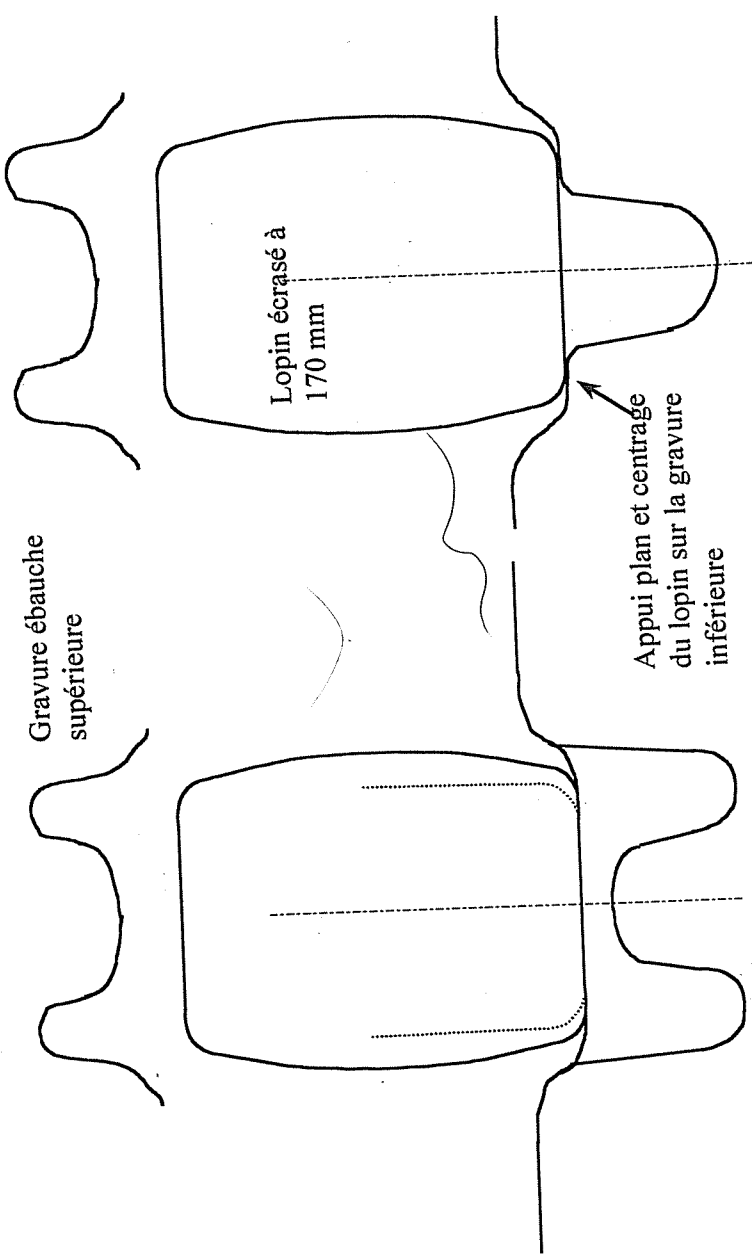 Gravure ébauche
supérieure
Lopin écrasé à
170 mm
Appui plan et centrage
du lopin sur la gravure
inférieure